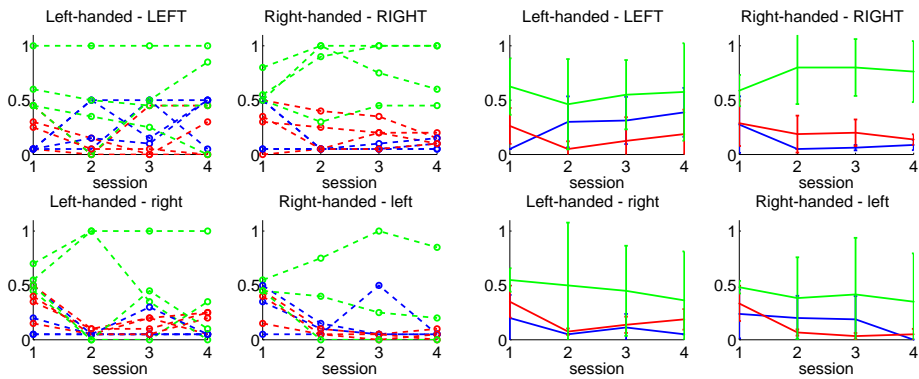 Left-handed - LEFT
Right-handed - RIGHT
Left-handed - LEFT
Right-handed - RIGHT
1
0.5
0
1 2 3 4
session
1
0.5
0
1 2 3 4
session
1
0.5
0
1 2 3 4
session
1
0.5
0
1 2 3 4
session
Left-handed - right
Right-handed - left
Left-handed - right
Right-handed - left
1
0.5
0
1 2 3 4
session
1
0.5
0
1 2 3 4
session
1
0.5
0
1 2 3 4
session
1
0.5
0
1 2 3 4
session